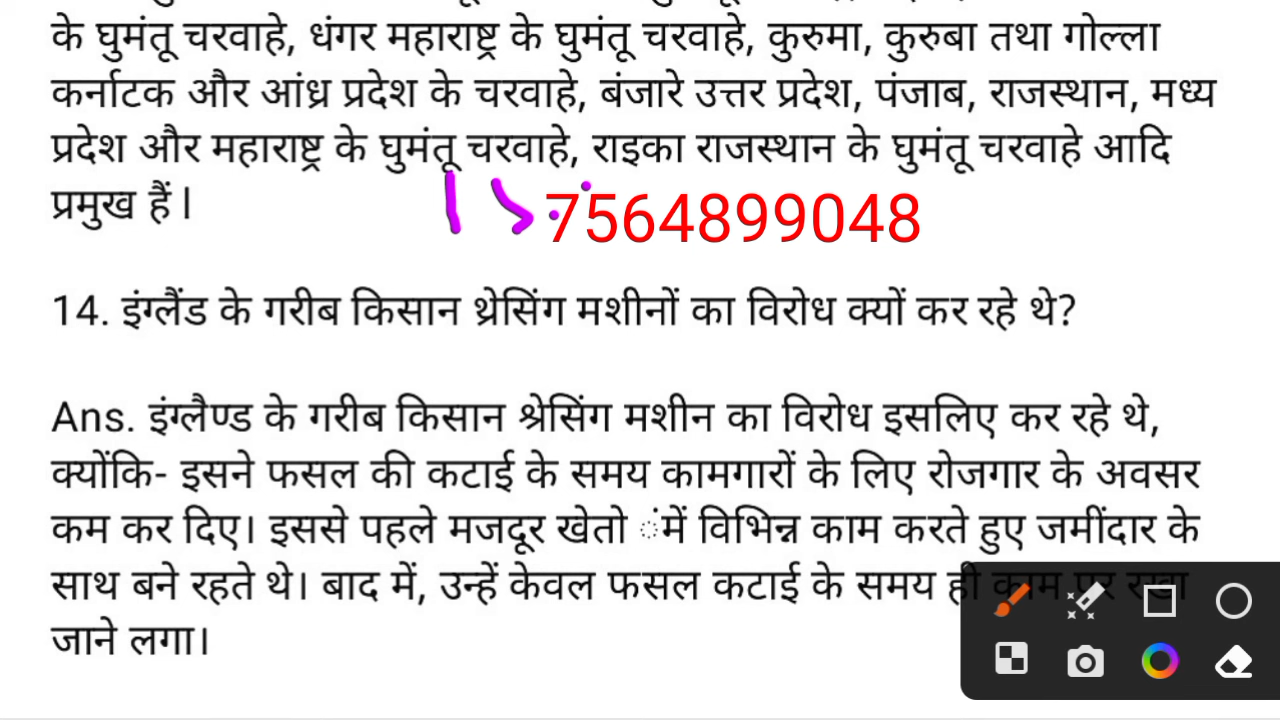 के घुमंतू चरवाहे, धंगर महाराष्ट्र के घुमंतू चरवाहे, कुरुमा, कुरुबा तथा गोल्ला
कर्नाटक और आंध्र प्रदेश के चरवाहे, बंजारे उत्तर प्रदेश, पंजाब, राजस्थान, मध्य
प्रदेश और महाराष्ट्र के घुमंतू चरवाहे, राइका राजस्थान के घुमंतू चरवाहे आदि
प्रमुख हैं।
7564899048
14. इंग्लैंड के गरीब किसान थ्रेसिंग मशीनों का विरोध क्यों कर रहे थे?
Ans. इंग्लैण्ड के गरीब किसान श्रेसिंग मशीन का विरोध इसलिए कर रहे थे,
क्योंकि- इसने फसल की कटाई के समय कामगारों के लिए रोजगार के अवसर
कम कर दिए। इससे पहले मजदूर खेतो ंमें विभिन्न काम करते हुए जमींदार के
साथ बने रहते थे। बाद में, उन्हें केवल फसल कटाई के समय ही काम पर रखा
जाने लगा।